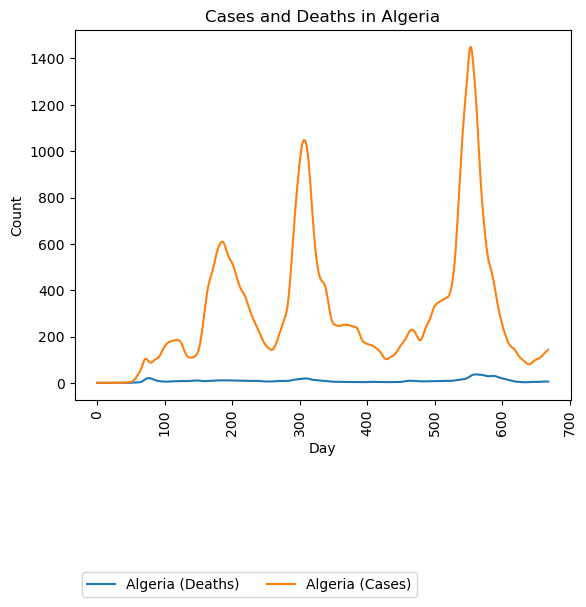 Cases and Deaths in Algeria
Count
1400
1200
1000
800
600
400
200
0
0 100 200 300 400 500 600 700
Day
Algeria (Deaths) Algeria (Cases)